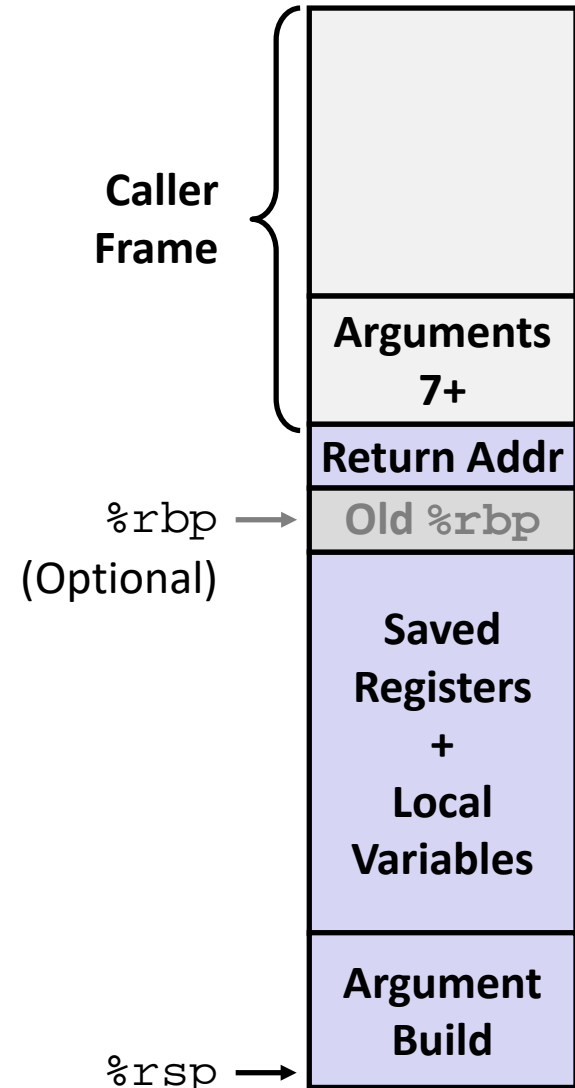 Caller
Frame
Arguments
7+
Return Addr
%rbp
(Optional)
Old %rbp
Saved
Registers
+
Local
Variables
Argument
Build
%rsp